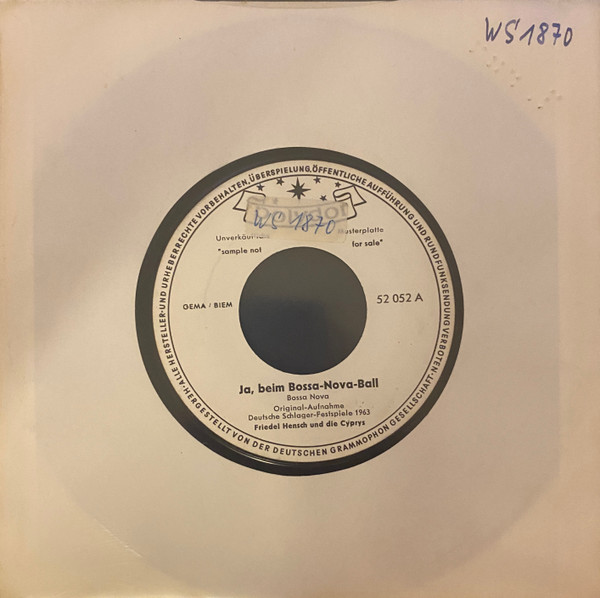 WS 1870
ALLE HERSTELLER- UND URHEBERRECHTE VORBEHALTEN, ÜBERSPIELUNG, ÖFFENTLICHE AUFFÜHRUNG UND RUNDFUNKSENDUNG VERBOTEN
HERGESTELLT VON DER DEUTSCHEN GRAMMOPHON GESELLSCHAFT
WS 1870
Musterplatte
"sample not for sale"
GEMA / BIEM 52 052 A
Ja, beim Bossa-Nova-Ball
Bossa Nova
Original-Aufnahme
Deutsche Schlager-Festspiele 1963
Friedel Hensch und die Cyprys